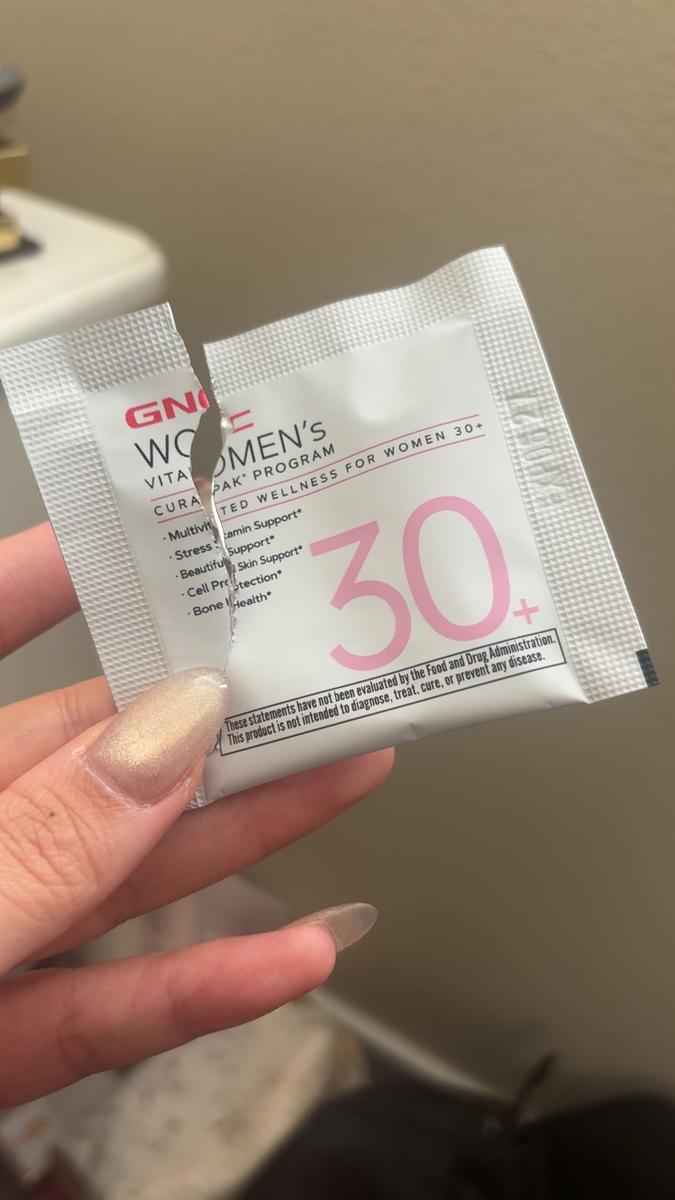 GNC
WOMEN'S
VITAPAK® PROGRAM
CURATED WELLNESS FOR WOMEN 30+
· Multivitamin Support*
· Stress Support*
· Beautiful Skin Support*
· Cell Protection*
· Bone Health*
30+
These statements have not been evaluated by the Food and Drug Administration.
This product is not intended to diagnose, treat, cure, or prevent any disease.